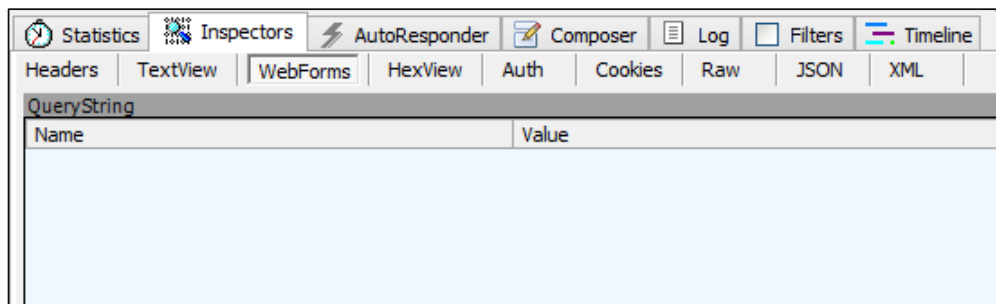 Statistics Inspectors AutoResponder Composer Log Filters Timeline
Headers TextView WebForms HexView Auth Cookies Raw JSON XML
QueryString
Name Value